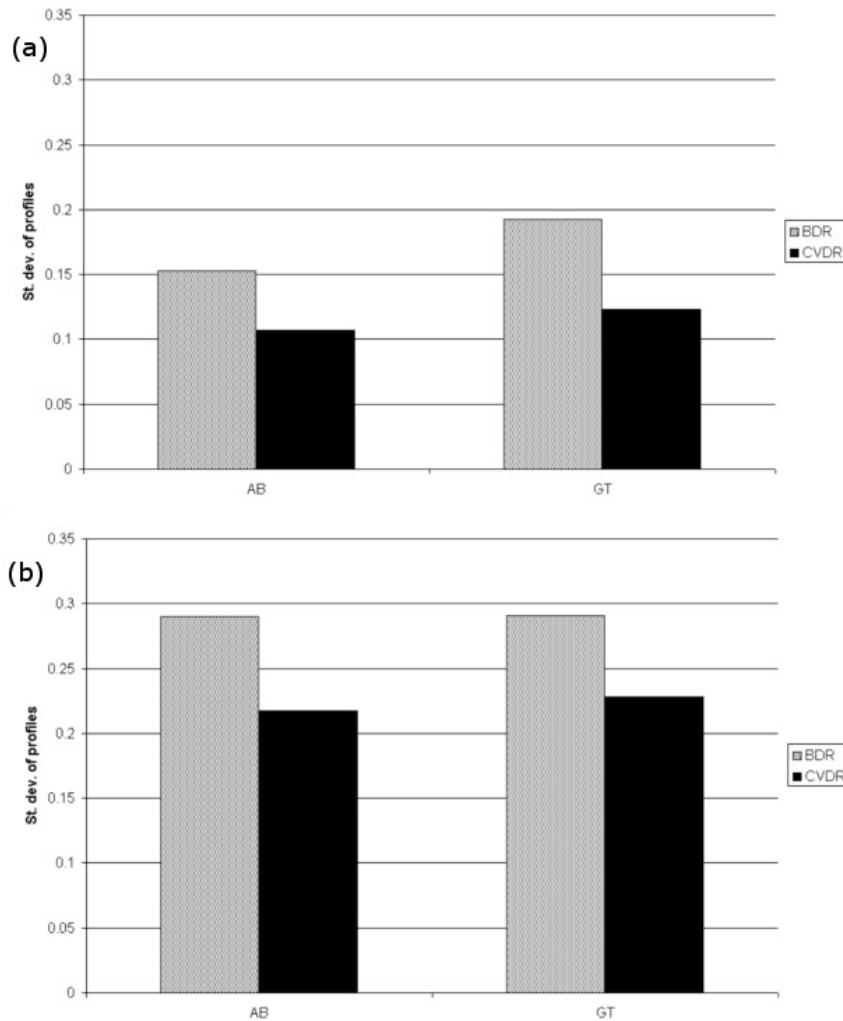 (a)
0.35
0.3
0.25
0.2
0.15
0.1
0.05
0
St. dev. of profiles
AB
GT
BDR
CVDR
(b)
0.35
0.3
0.25
0.2
0.15
0.1
0.05
0
St. dev. of profiles
AB
GT
BDR
CVDR